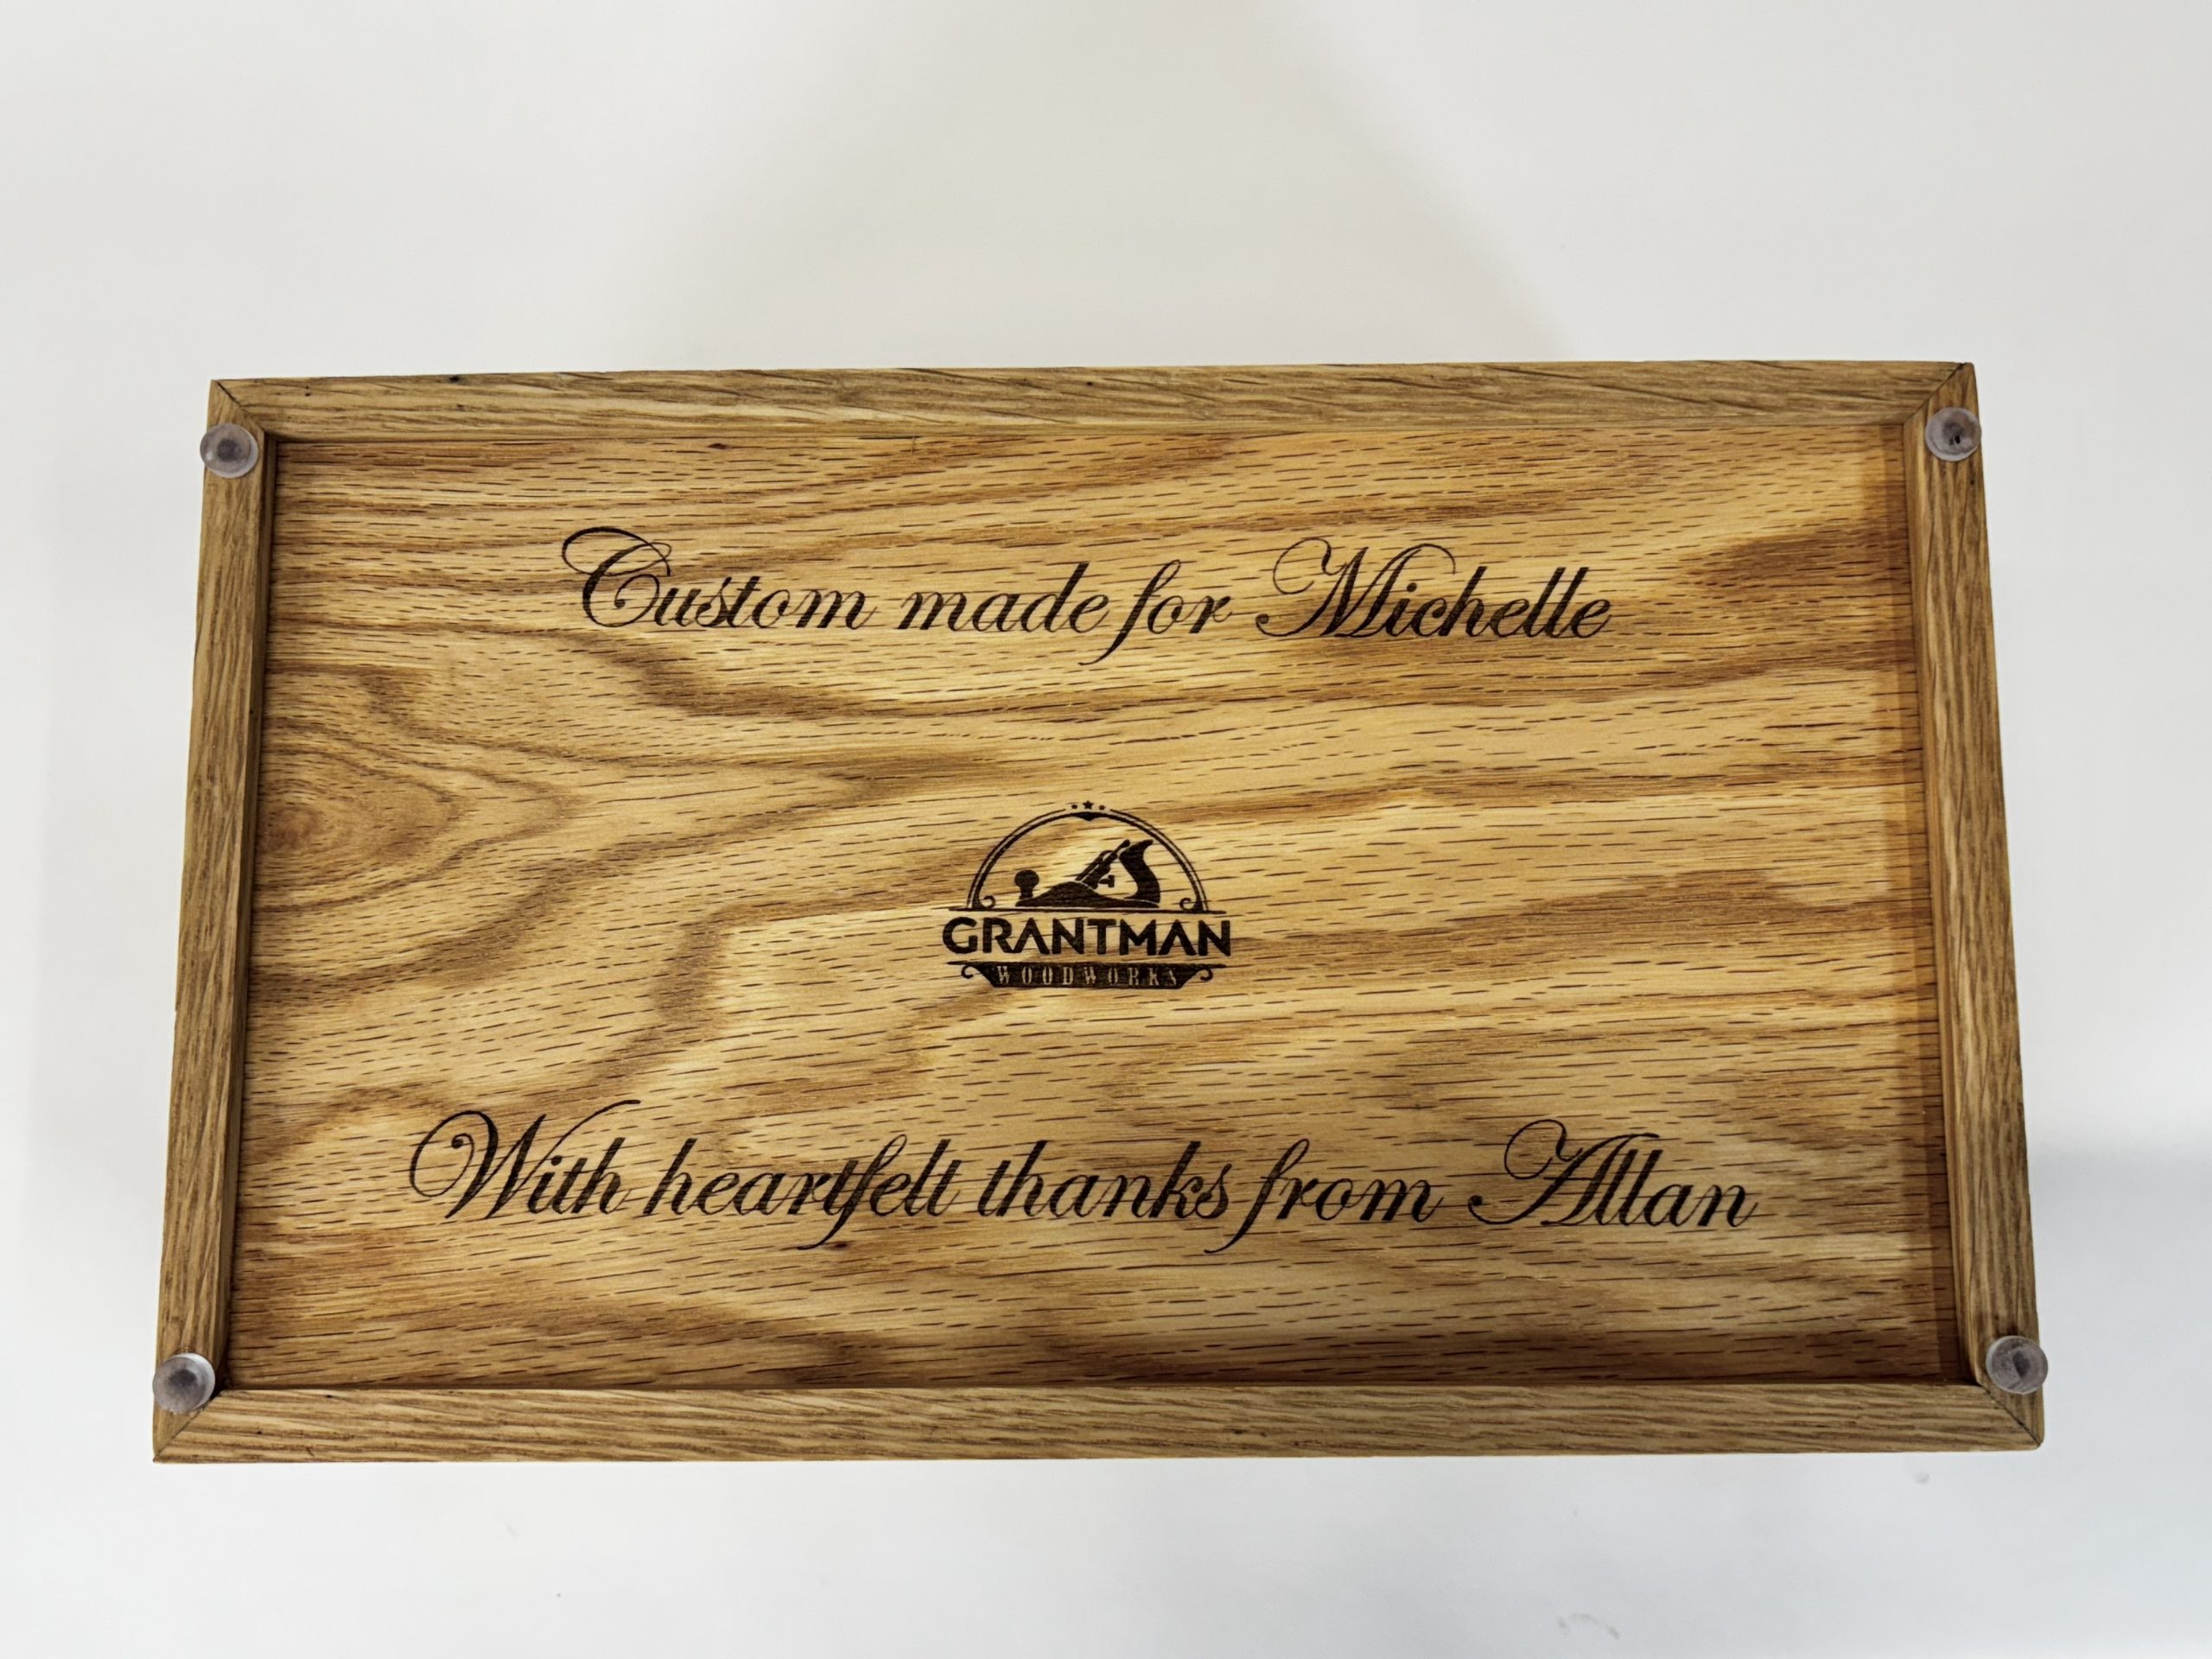 Custom made for Michelle
GRANTMAN
WOODWORKS
With heartfelt thanks from Allan